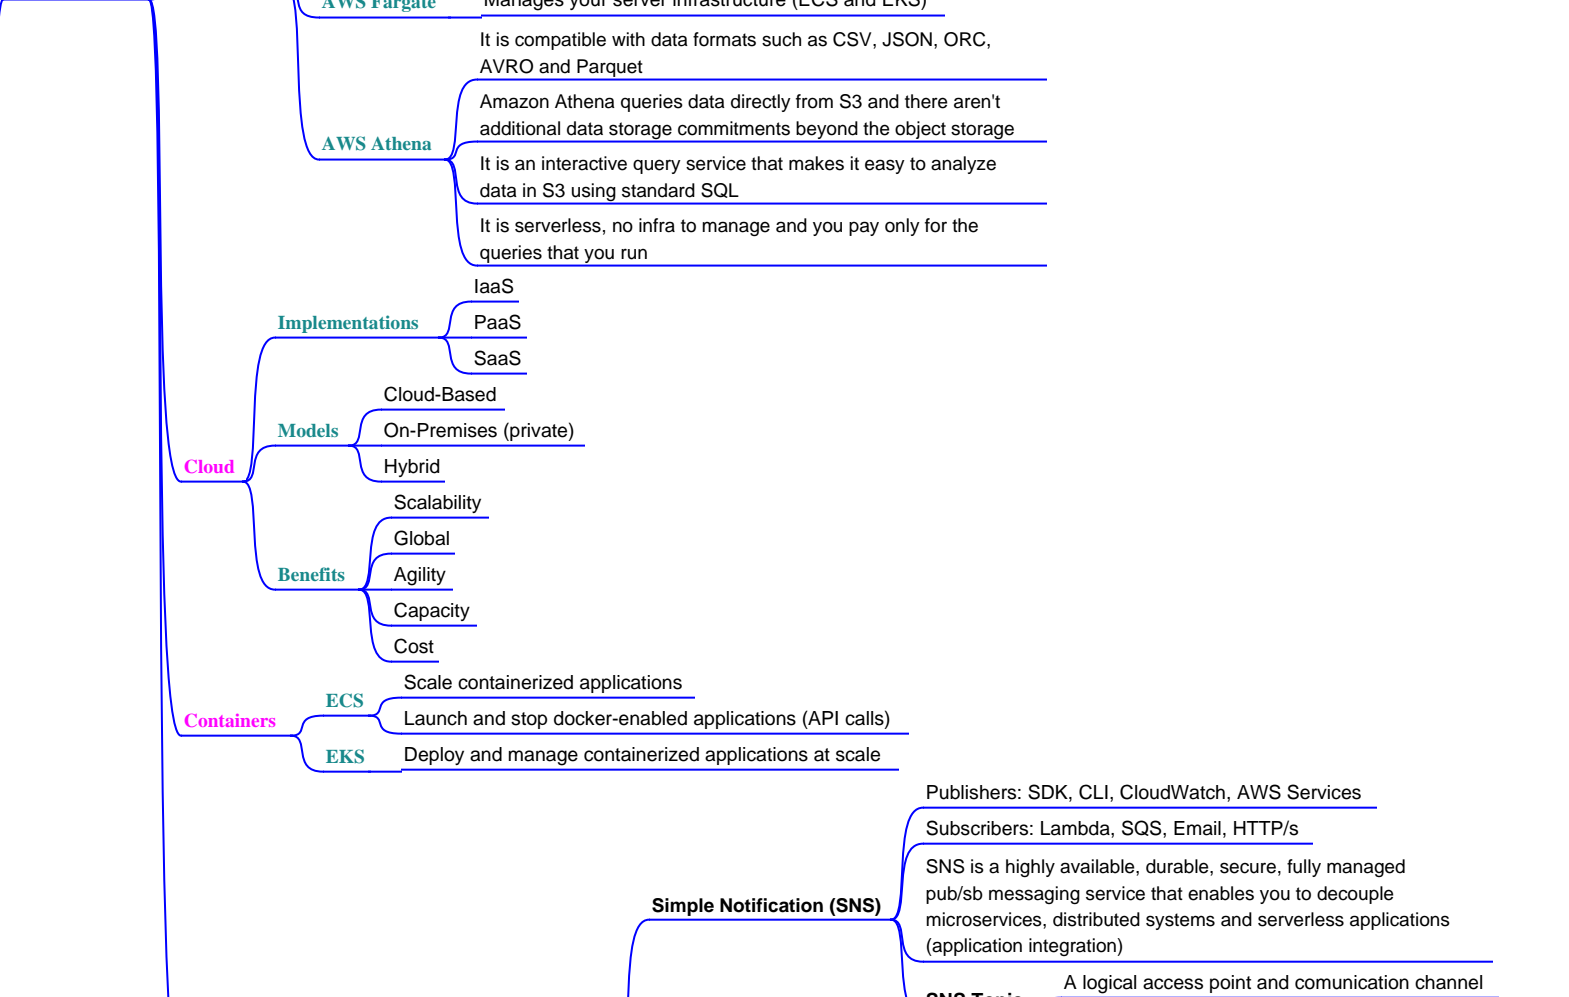 AWS Fargate
Manages your server infrastructure (ECS and EKS)
It is compatible with data formats such as CSV, JSON, ORC,
AVRO and Parquet
Amazon Athena queries data directly from S3 and there aren't
additional data storage commitments beyond the object storage
AWS Athena
It is an interactive query service that makes it easy to analyze
data in S3 using standard SQL
It is serverless, no infra to manage and you pay only for the
queries that you run
IaaS
Implementations
PaaS
SaaS
Cloud-Based
Models
On-Premises (private)
Cloud
Hybrid
Scalability
Global
Benefits
Agility
Capacity
Cost
Scale containerized applications
ECS
Launch and stop docker-enabled applications (API calls)
Containers
EKS
Deploy and manage containerized applications at scale
Publishers: SDK, CLI, CloudWatch, AWS Services
Subscribers: Lambda, SQS, Email, HTTP/s
SNS is a highly available, durable, secure, fully managed
pub/sb messaging service that enables you to decouple
Simple Notification (SNS)
microservices, distributed systems and serverless applications
(application integration)
A logical access point and comunication channel
SNS Topic